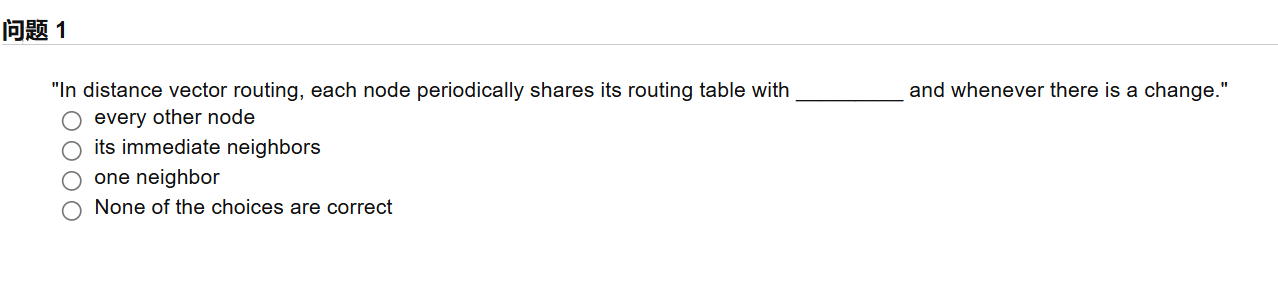 问题 1
"In distance vector routing, each node periodically shares its routing table with __________ and whenever there is a change."
every other node
its immediate neighbors
one neighbor
None of the choices are correct